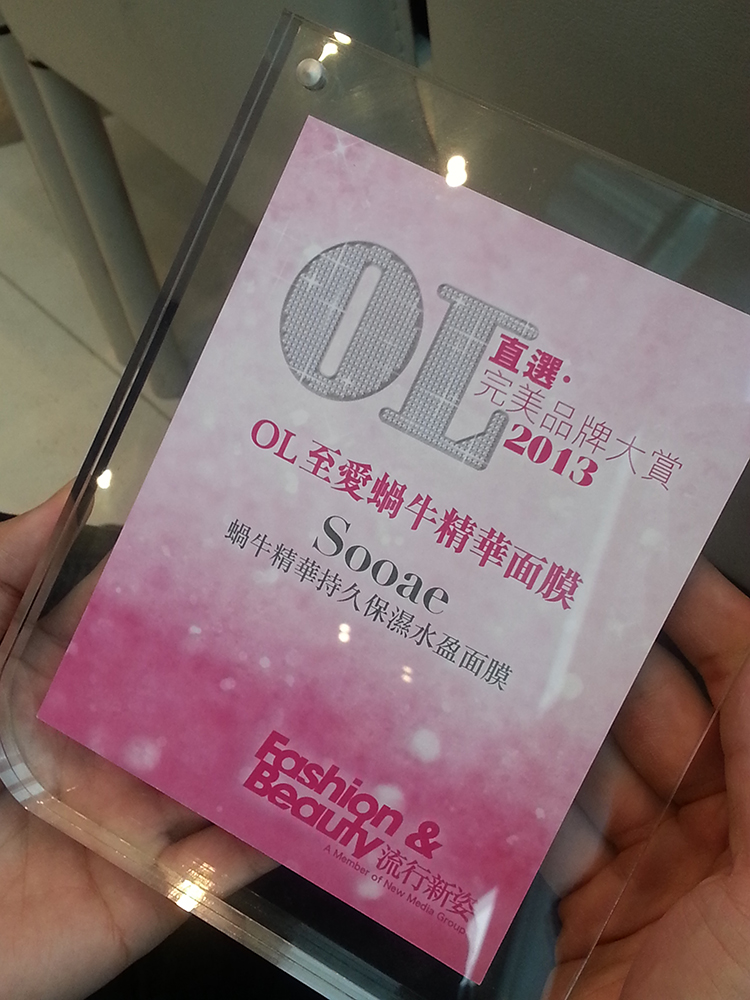 OL
直選·
完美品牌大賞
2013
OL至愛蝸牛精華面膜
Sooae
蝸牛精華持久保濕水盈面膜
Fashion &
Beauty 流行新姿
A Member of New Media Group